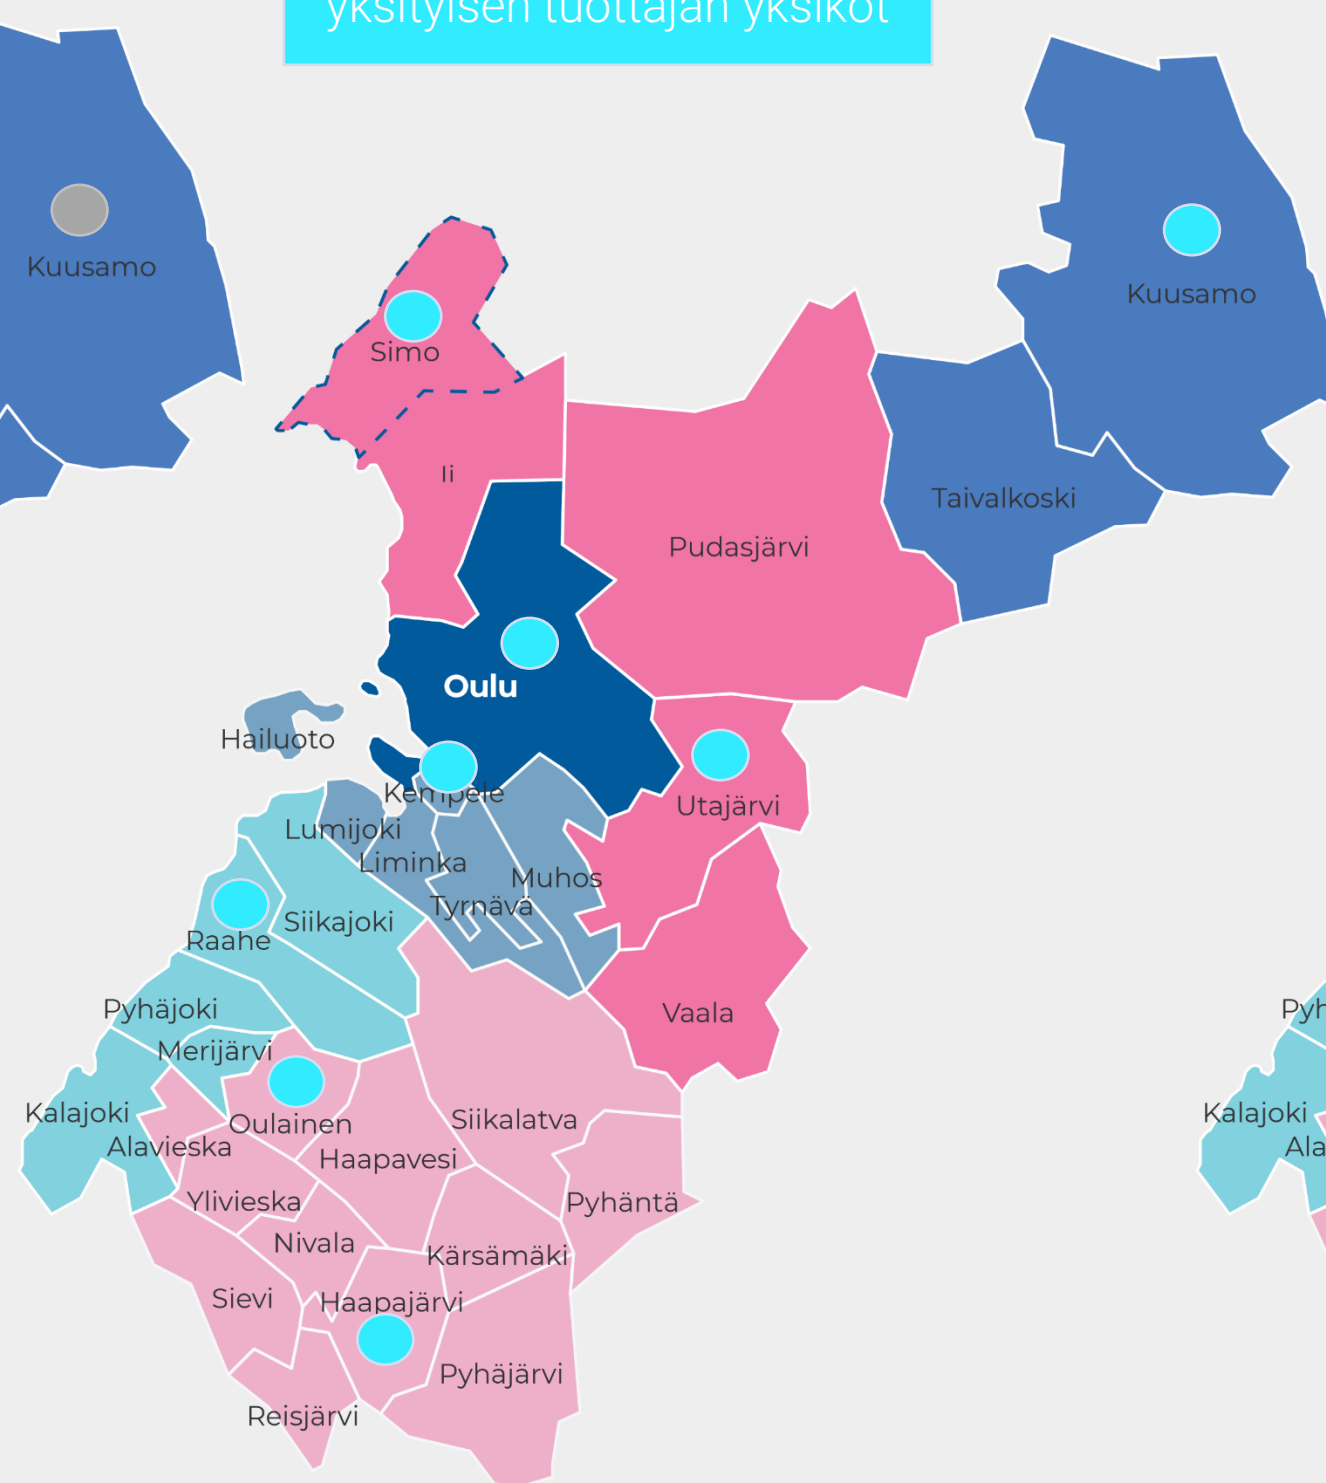 yksityisen tuottajan yksiköt
Kuusamo
Kuusamo
Simo
Ii
Taivalkoski
Pudasjärvi
Oulu
Hailuoto
Kempele
Utajärvi
Lumijoki
Liminka
Muhos
Tyrnävä
Siikajoki
Raahe
Pyhäjoki
Vaala
Merijärvi
Kalajoki
Oulainen
Siikalatva
Alavieska
Haapavesi
Ylivieska
Pyhäntä
Nivala
Kärsämäki
Sievi
Haapajärvi
Pyhäjärvi
Reisjärvi
Pyh
Kalajoki
Ala